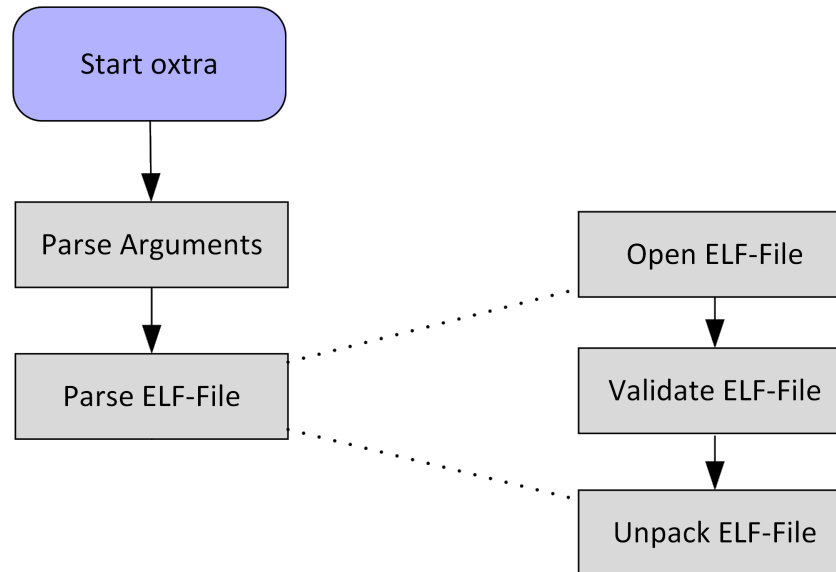 Start oxtra
Parse Arguments
Parse ELF-File
Open ELF-File
Validate ELF-File
Unpack ELF-File